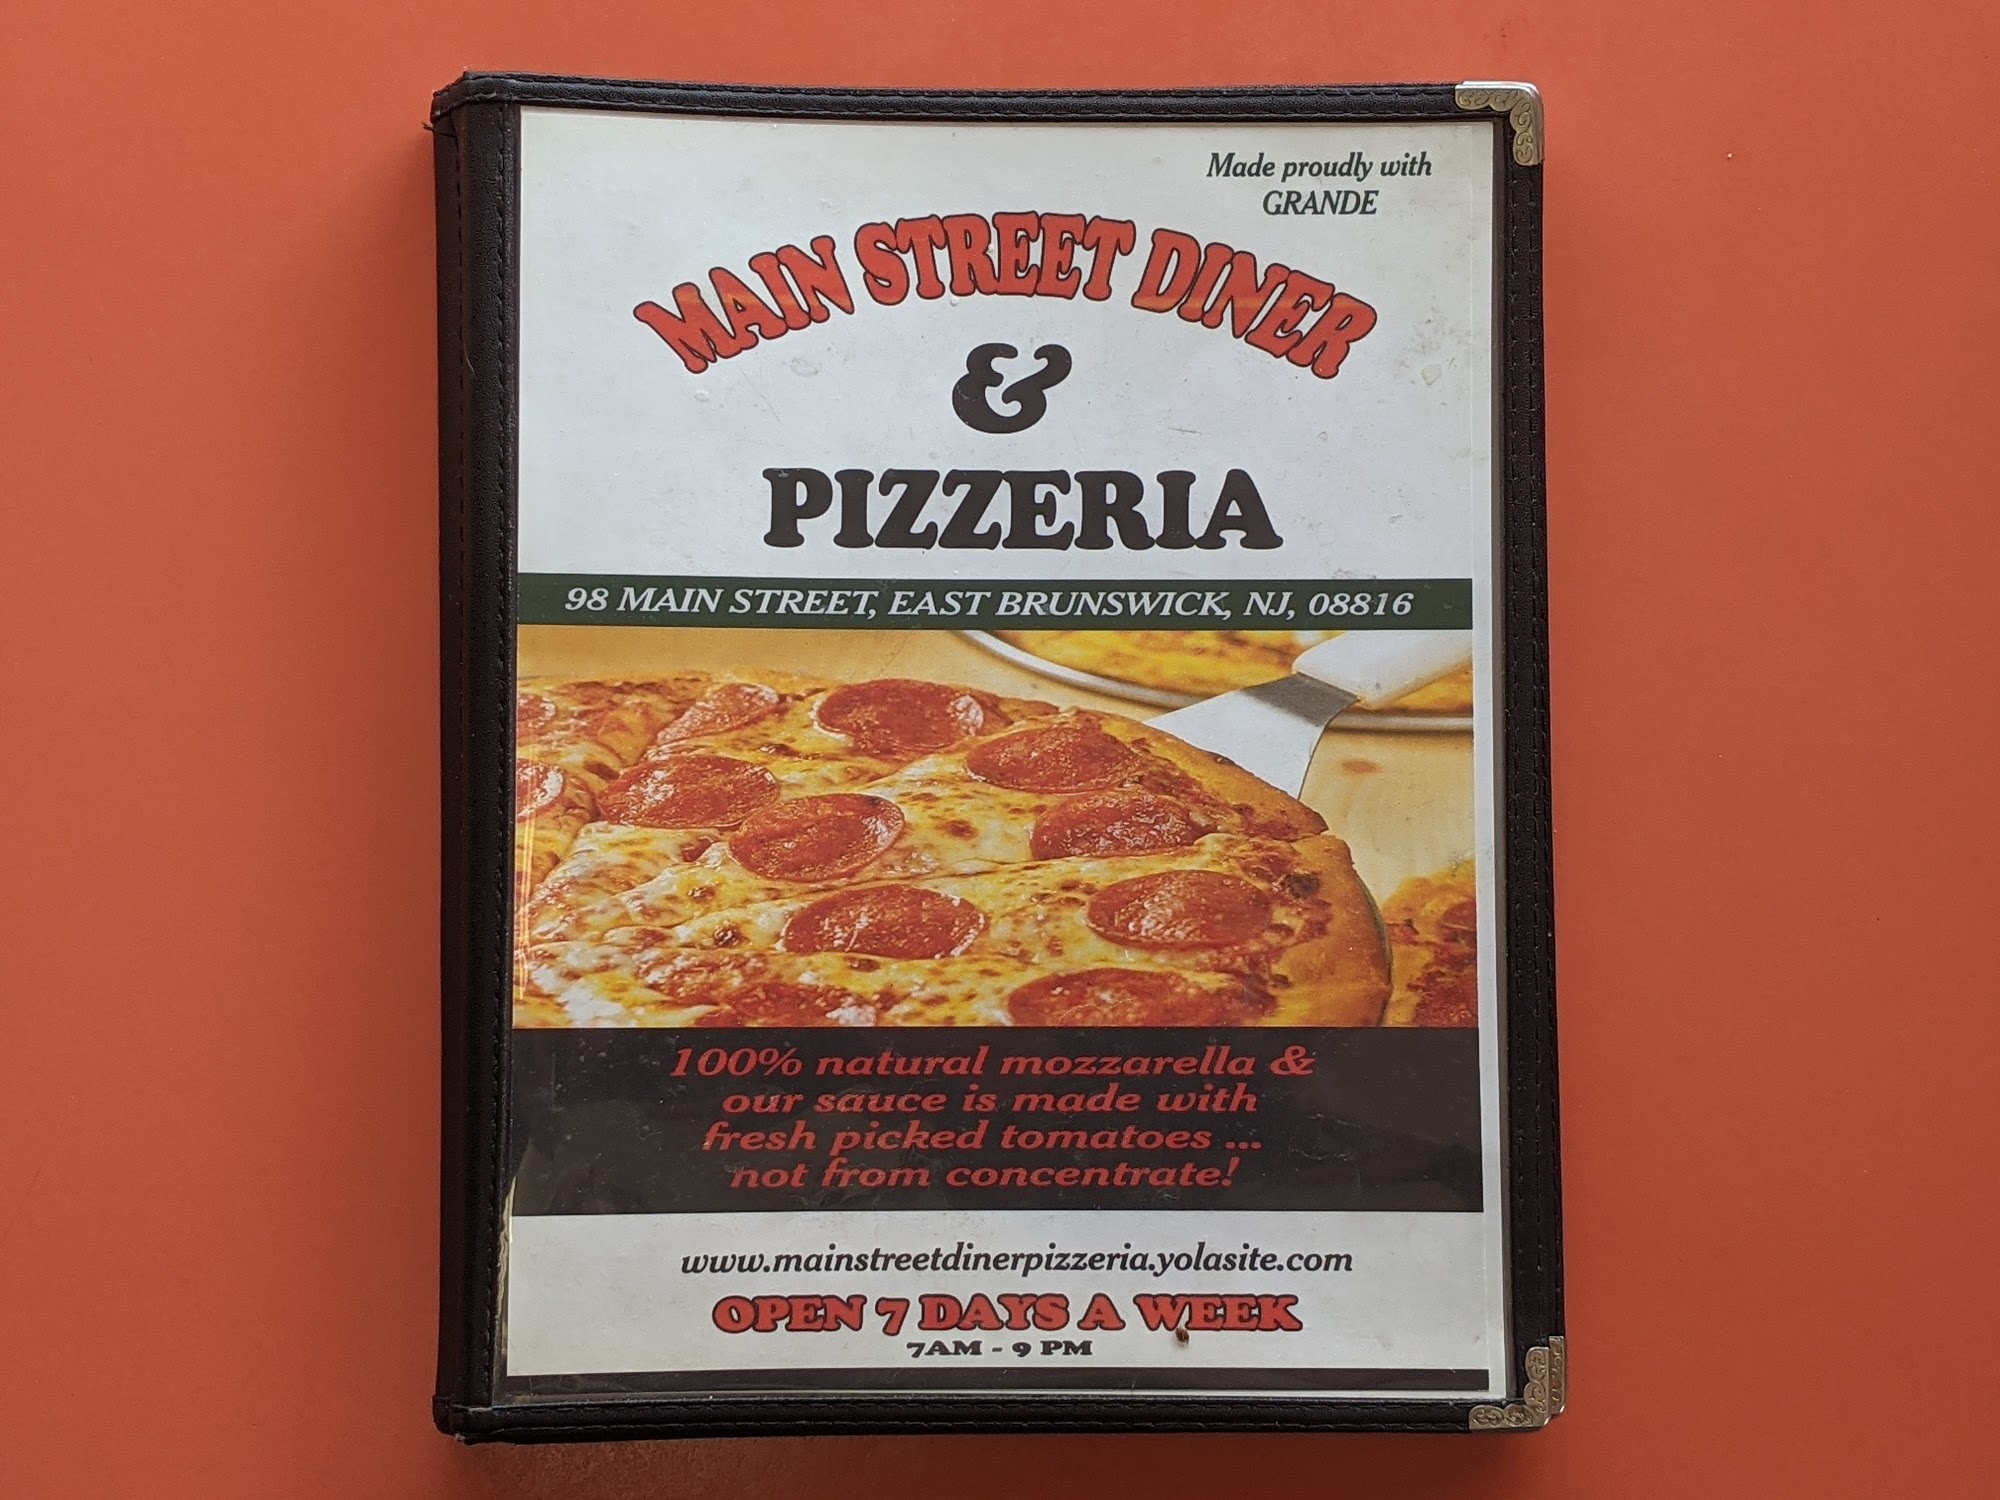 Made proudly with
GRANDE
MAIN STREET DINER
&
PIZZERIA
98 MAIN STREET, EAST BRUNSWICK, NJ, 08816
100% natural mozzarella &
our sauce is made with
fresh picked tomatoes ...
not from concentrate!
www.mainstreetdinerpizzeria.yolasite.com
OPEN 7 DAYS A WEEK
7AM - 9 PM